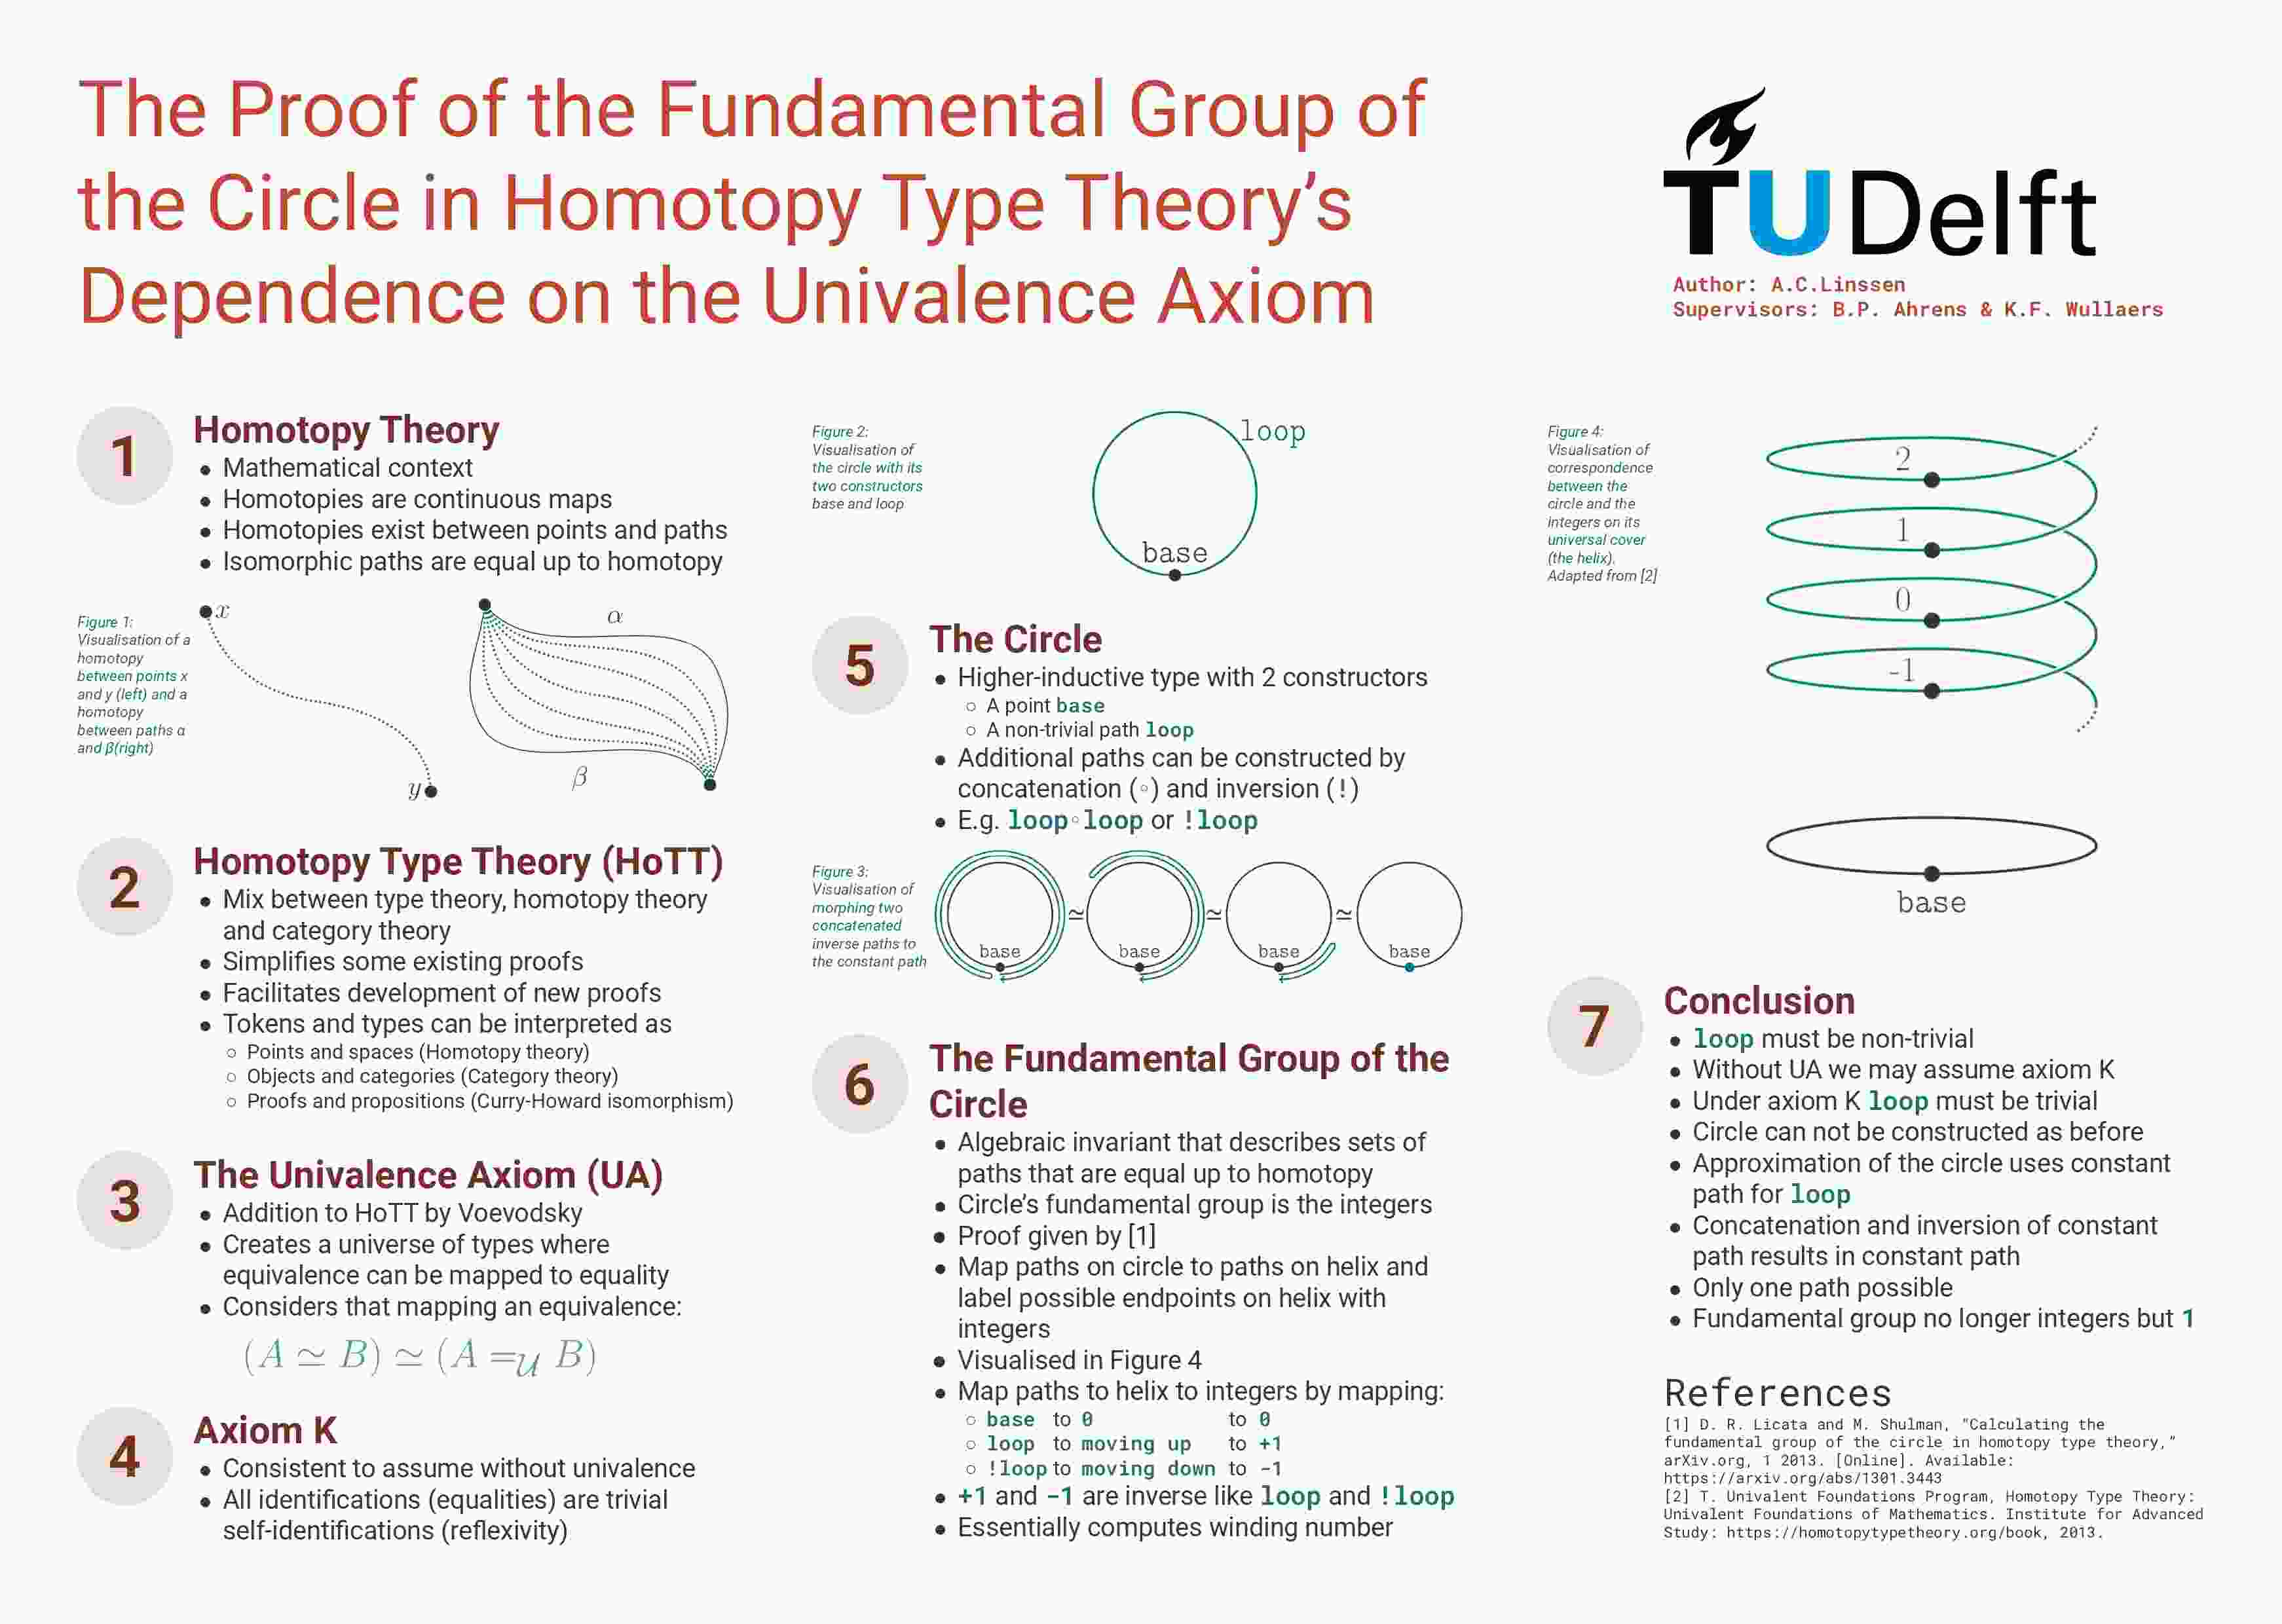 The Proof of the Fundamental Group of
the Circle in Homotopy Type Theory's
Dependence on the Univalence Axiom
TUDelft
Author: A.C.Linssen
Supervisors: B.P. Ahrens & K.F. Wullaers
1
Homotopy Theory
• Mathematical context
• Homotopies are continuous maps
• Homotopies exist between points and paths
• Isomorphic paths are equal up to homotopy
Figure 1:
Visualisation of a
homotopy
between points x
and y (left) and a
homotopy
between paths α
and β(right)
x
y
α
β
2
Homotopy Type Theory (HoTT)
• Mix between type theory, homotopy theory
and category theory
• Simplifies some existing proofs
• Facilitates development of new proofs
• Tokens and types can be interpreted as
○ Points and spaces (Homotopy theory)
○ Objects and categories (Category theory)
○ Proofs and propositions (Curry-Howard isomorphism)
3
The Univalence Axiom (UA)
• Addition to HoTT by Voevodsky
• Creates a universe of types where
equivalence can be mapped to equality
• Considers that mapping an equivalence:
(A ≃ B) ≃ (A =𝒰 B)
4
Axiom K
• Consistent to assume without univalence
• All identifications (equalities) are trivial
self-identifications (reflexivity)
Figure 2:
Visualisation of
the circle with its
two constructors
base and loop
loop
base
5
The Circle
• Higher-inductive type with 2 constructors
○ A point base
○ A non-trivial path loop
• Additional paths can be constructed by
concatenation (◦) and inversion (!)
• E.g. loop◦loop or !loop
Figure 3:
Visualisation of
morphing two
concatenated
inverse paths to
the constant path
base ≃ base ≃ base ≃ base
6
The Fundamental Group of the
Circle
• Algebraic invariant that describes sets of
paths that are equal up to homotopy
• Circle's fundamental group is the integers
• Proof given by [1]
• Map paths on circle to paths on helix and
label possible endpoints on helix with
integers
• Visualised in Figure 4
• Map paths to helix to integers by mapping:
○ base to 0 to 0
○ loop to moving up to +1
○ !loop to moving down to -1
• +1 and -1 are inverse like loop and !loop
• Essentially computes winding number
Figure 4:
Visualisation of
correspondence
between the
circle and the
integers on its
universal cover
(the helix).
Adapted from [2]
2
1
0
-1
base
7
Conclusion
• loop must be non-trivial
• Without UA we may assume axiom K
• Under axiom K loop must be trivial
• Circle can not be constructed as before
• Approximation of the circle uses constant
path for loop
• Concatenation and inversion of constant
path results in constant path
• Only one path possible
• Fundamental group no longer integers but 1
References
[1] D. R. Licata and M. Shulman, "Calculating the
fundamental group of the circle in homotopy type theory,"
arXiv.org, 1 2013. [Online]. Available:
https://arxiv.org/abs/1301.3443
[2] T. Univalent Foundations Program, Homotopy Type Theory:
Univalent Foundations of Mathematics. Institute for Advanced
Study: https://homotopytypetheory.org/book, 2013.